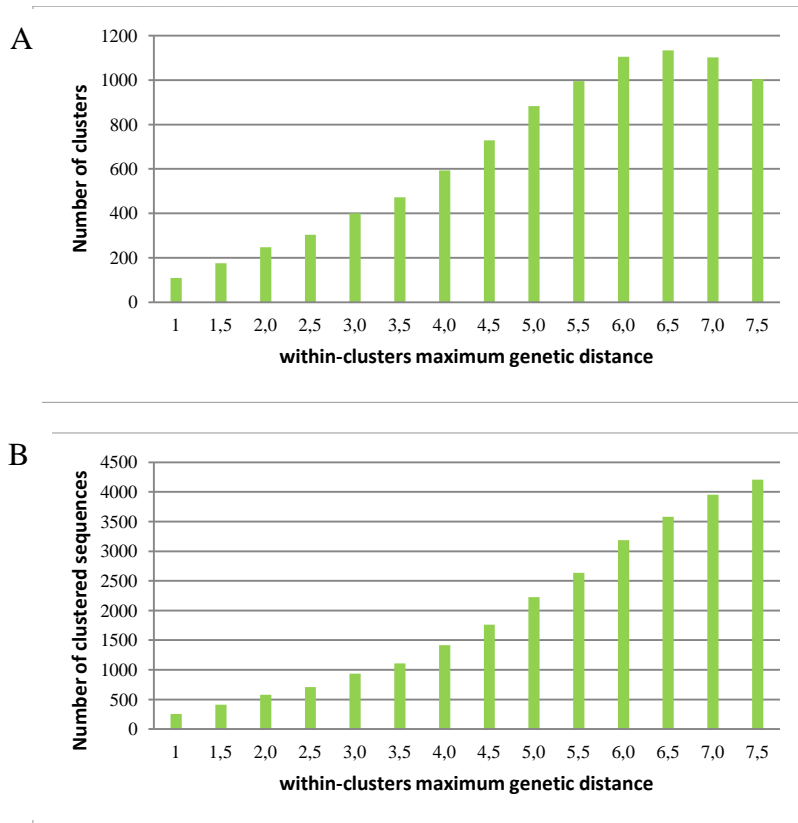 A
Number of clusters
1200
1000
800
600
400
200
0
1 1,5 2,0 2,5 3,0 3,5 4,0 4,5 5,0 5,5 6,0 6,5 7,0 7,5
within-clusters maximum genetic distance
B
Number of clustered sequences
4500
4000
3500
3000
2500
2000
1500
1000
500
0
1 1,5 2,0 2,5 3,0 3,5 4,0 4,5 5,0 5,5 6,0 6,5 7,0 7,5
within-clusters maximum genetic distance